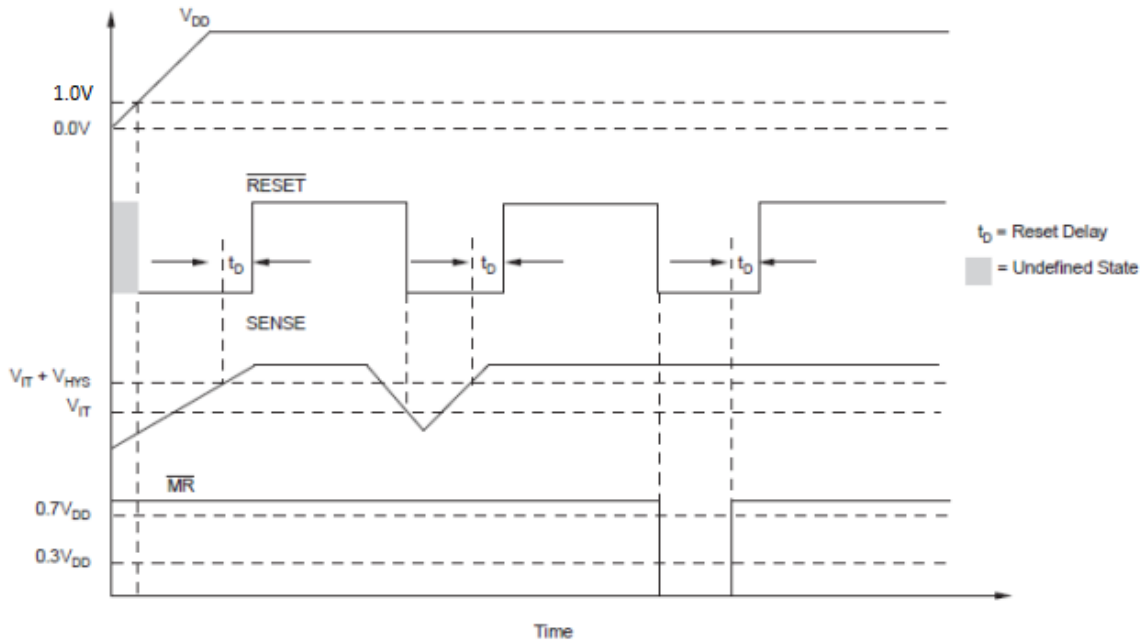 VDD
1.0V
0.0V
RESET
tD
tD
tD
tD = Reset Delay
= Undefined State
SENSE
VIT + VHYS
VIT
MR
0.7VDD
0.3VDD
Time